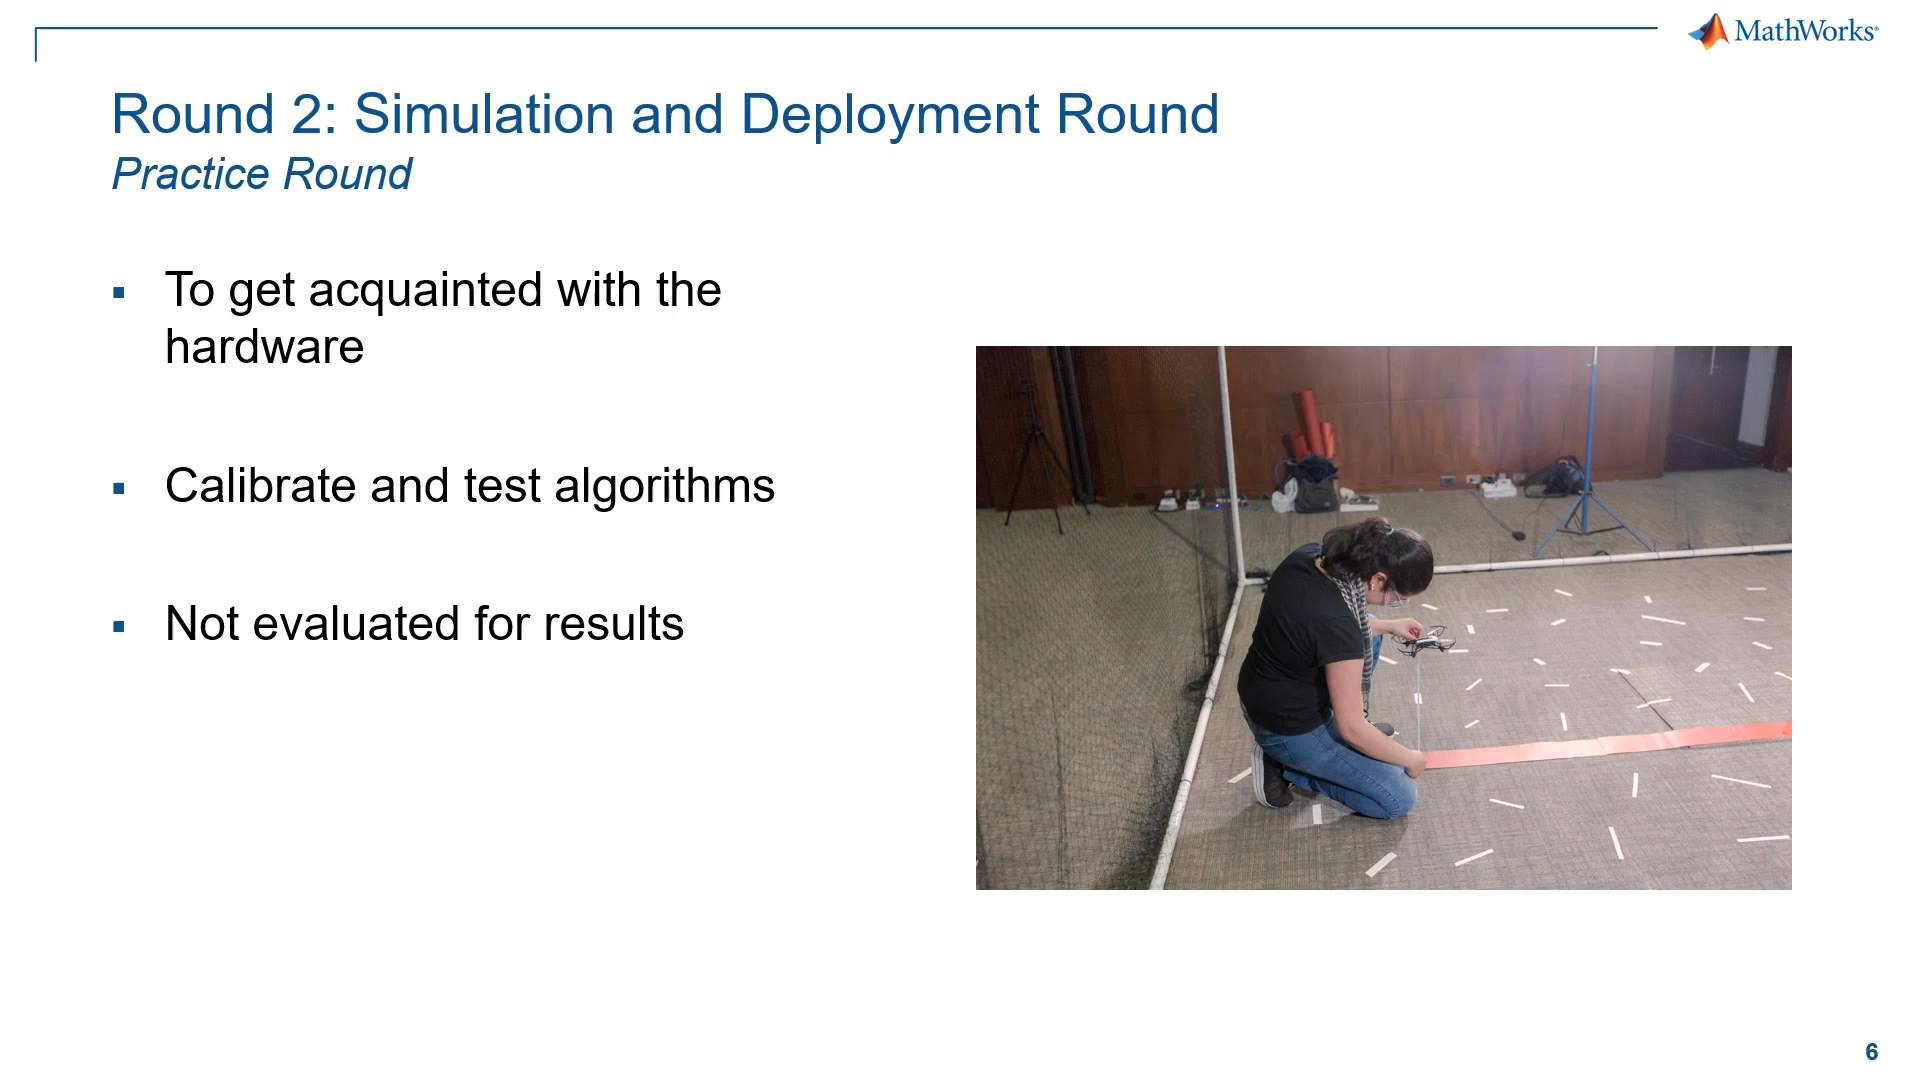 MathWorks®
Round 2: Simulation and Deployment Round
Practice Round
▪ To get acquainted with the
hardware
▪ Calibrate and test algorithms
▪ Not evaluated for results
6